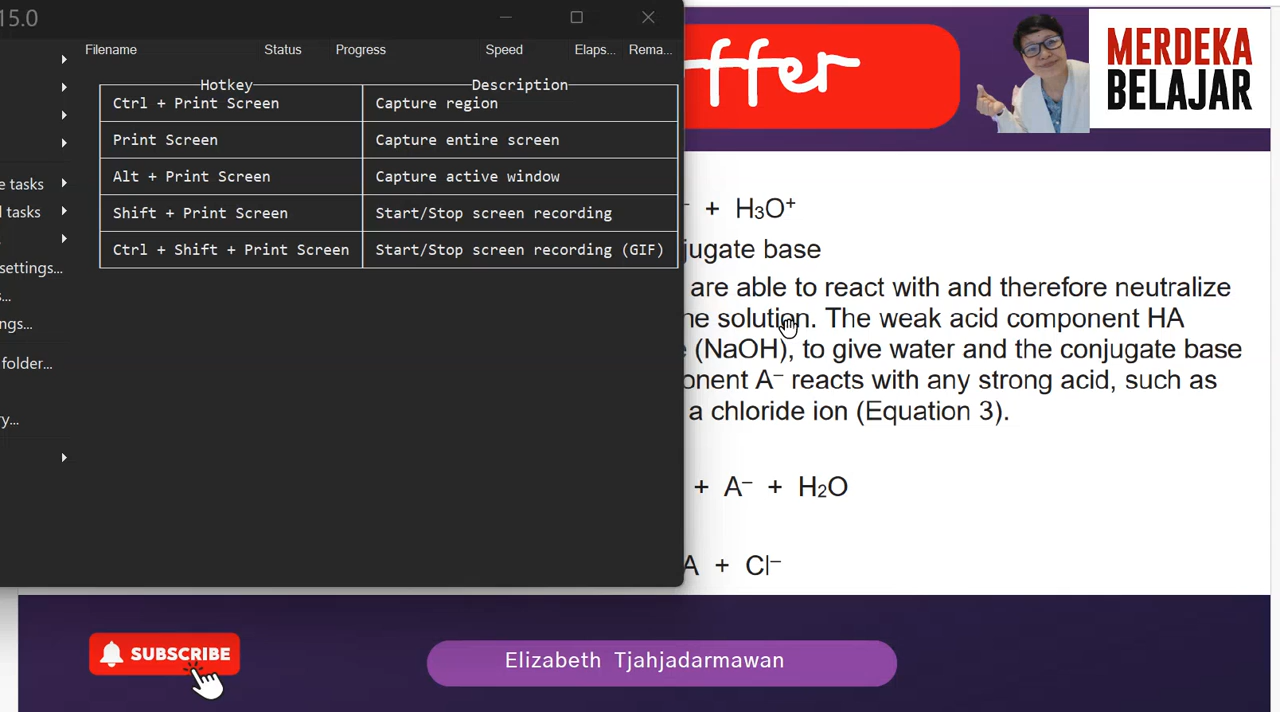 15.0
Filename Status Progress Speed Elaps... Rema...
Hotkey Description
Ctrl + Print Screen Capture region
Print Screen Capture entire screen
Alt + Print Screen Capture active window
Shift + Print Screen Start/Stop screen recording
Ctrl + Shift + Print Screen Start/Stop screen recording (GIF)
e tasks
tasks
settings...
s...
ngs...
folder...
ry...
ffer
MERDEKA
BELAJAR
– + H₃O⁺
jugate base
are able to react with and therefore neutralize
he solution. The weak acid component HA
(NaOH), to give water and the conjugate base
onent A⁻ reacts with any strong acid, such as
a chloride ion (Equation 3).
+ A⁻ + H₂O
A + Cl⁻
SUBSCRIBE
Elizabeth Tjahjadarmawan